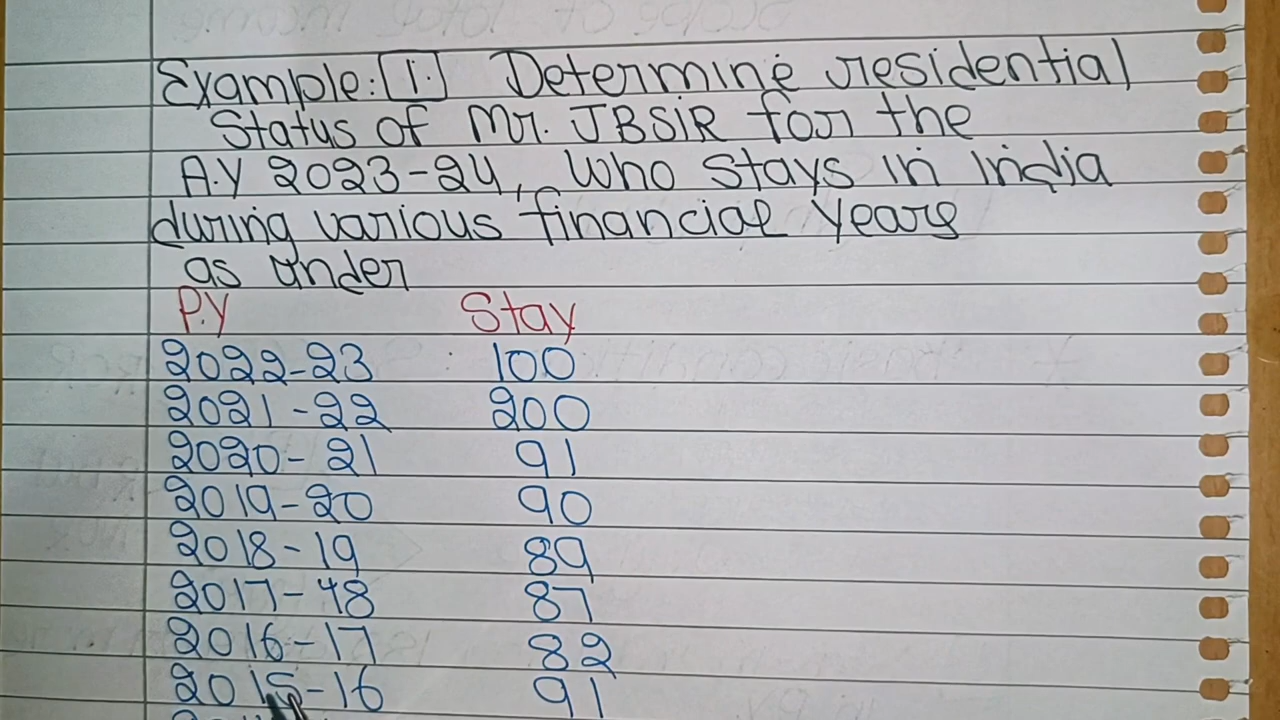 Example: 1. Determine residential
Status of Mr. JBSIR for the
A.Y 2023-24, Who stays in India
during various financial years
as under
P.Y Stay
2022-23 100
2021-22 200
2020-21 91
2019-20 90
2018-19 89
2017-18 87
2016-17 82
2015-16 91